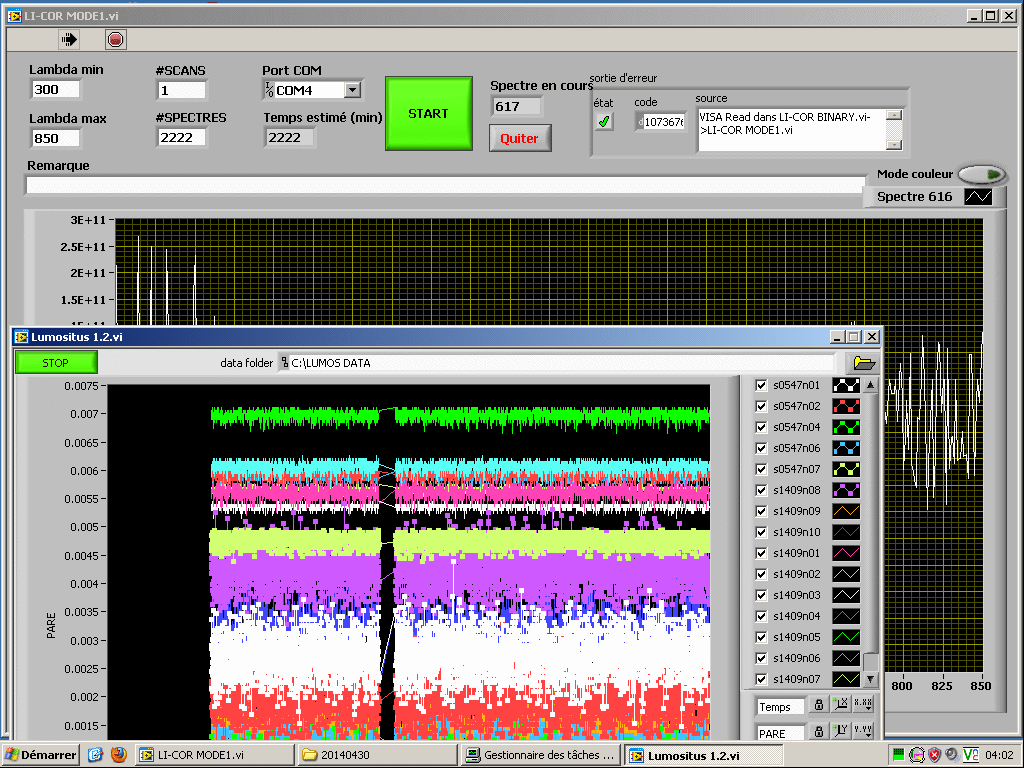 LI-COR MODE1.vi
Lambda min
300
Lambda max
850
#SCANS
1
#SPECTRES
2222
Port COM
COM4
Temps estimé (min)
2222
START
Spectre en cours
617
Quiter
sortie d'erreur
état
code
source
1073676
VISA Read dans LI-COR BINARY.vi-
>LI-COR MODE1.vi
Remarque
Mode couleur
Spectre 616
3E+11
2.5E+11
2E+11
1.5E+11
Lumositus 1.2.vi
STOP
data folder
C:\LUMOS DATA
0.0075
0.007
0.0065
0.006
0.0055
0.005
0.0045
0.004
0.0035
0.003
0.0025
0.002
0.0015
PARE
s0547n01
s0547n02
s0547n04
s0547n06
s0547n07
s1409n08
s1409n09
s1409n10
s1409n01
s1409n02
s1409n03
s1409n04
s1409n05
s1409n06
s1409n07
800 825 850
Temps
PARE
Démarrer
LI-COR MODE1.vi
20140430
Gestionnaire des tâches ...
Lumositus 1.2.vi
04:02